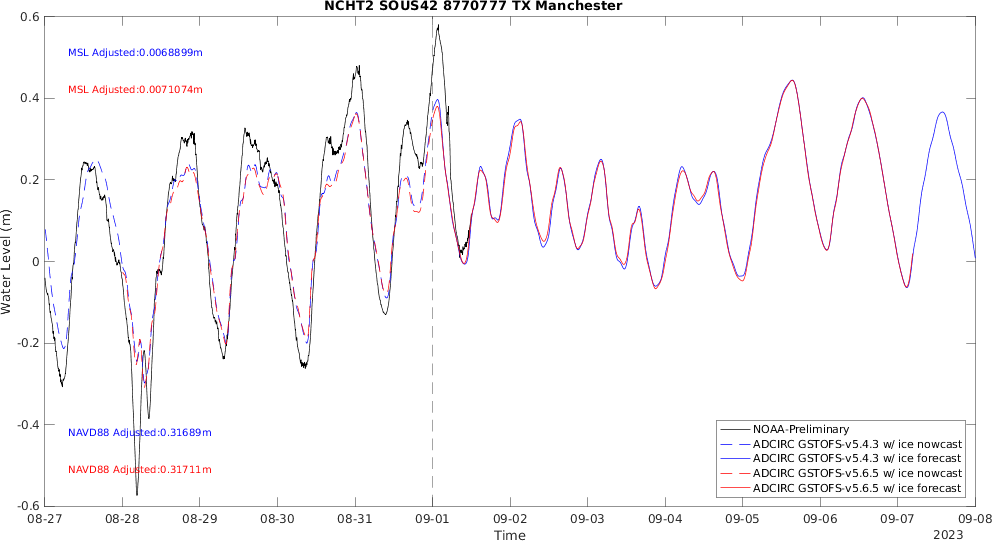 NCHT2 SOUS42 8770777 TX Manchester
0.6
MSL Adjusted:0.0068899m
MSL Adjusted:0.0071074m
0.4
0.2
Water Level (m)
0
-0.2
-0.4
NAVD88 Adjusted:0.31689m
NAVD88 Adjusted:0.31711m
-0.6
NOAA-Preliminary
ADCIRC GSTOFS-v5.4.3 w/ ice nowcast
ADCIRC GSTOFS-v5.4.3 w/ ice forecast
ADCIRC GSTOFS-v5.6.5 w/ ice nowcast
ADCIRC GSTOFS-v5.6.5 w/ ice forecast
08-27 08-28 08-29 08-30 08-31 09-01 09-02 09-03 09-04 09-05 09-06 09-07 09-08
Time
2023